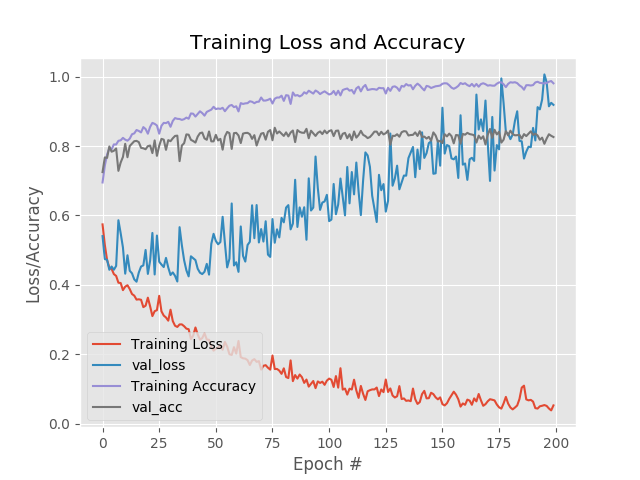 Training Loss and Accuracy
Loss/Accuracy
1.0
0.8
0.6
0.4
0.2
0.0
Training Loss
val_loss
Training Accuracy
val_acc
0 25 50 75 100 125 150 175 200
Epoch #